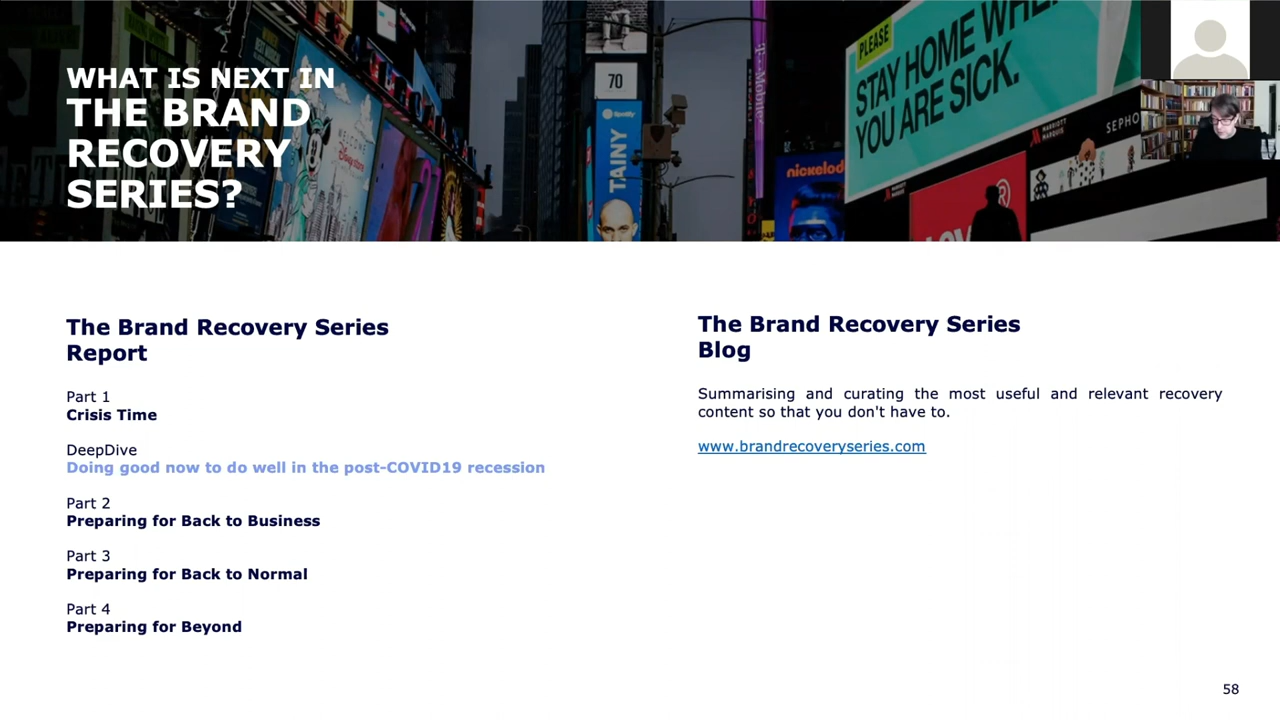 WHAT IS NEXT IN
THE BRAND
RECOVERY
SERIES?
70
Spotify
TAINY
T-Mobile
nickelod
PLEASE
STAY HOME WHE
YOU ARE SICK.
MARRIOTT
MARQUIS
SEPHO
The Brand Recovery Series
Report
Part 1
Crisis Time
DeepDive
Doing good now to do well in the post-COVID19 recession
Part 2
Preparing for Back to Business
Part 3
Preparing for Back to Normal
Part 4
Preparing for Beyond
The Brand Recovery Series
Blog
Summarising and curating the most useful and relevant recovery
content so that you don't have to.
www.brandrecoveryseries.com
58